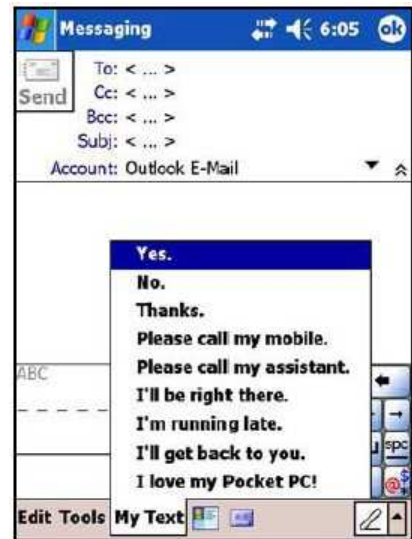 Messaging 6:05 ok
Send
To: < ... >
Cc: < ... >
Bcc: < ... >
Subj: < ... >
Account: Outlook E-Mail
Yes.
No.
Thanks.
Please call my mobile.
Please call my assistant.
I'll be right there.
I'm running late.
I'll get back to you.
I love my Pocket PC!
ABC
spc
@$
Edit Tools My Text